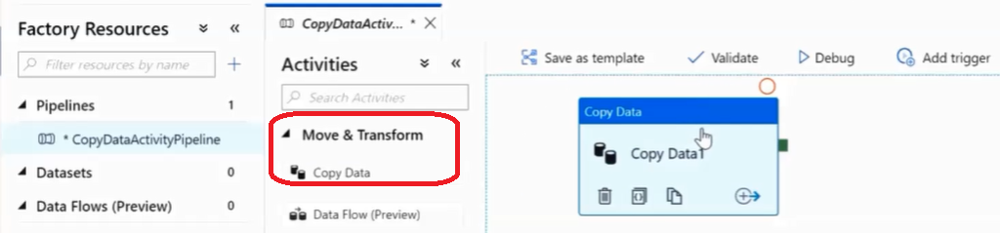 Factory Resources
Filter resources by name
Pipelines 1
* CopyDataActivityPipeline
Datasets 0
Data Flows (Preview) 0
CopyDataActiv... *
Activities
Search Activities
Move & Transform
Copy Data
Data Flow (Preview)
Save as template Validate Debug Add trigger
Copy Data
Copy Data1